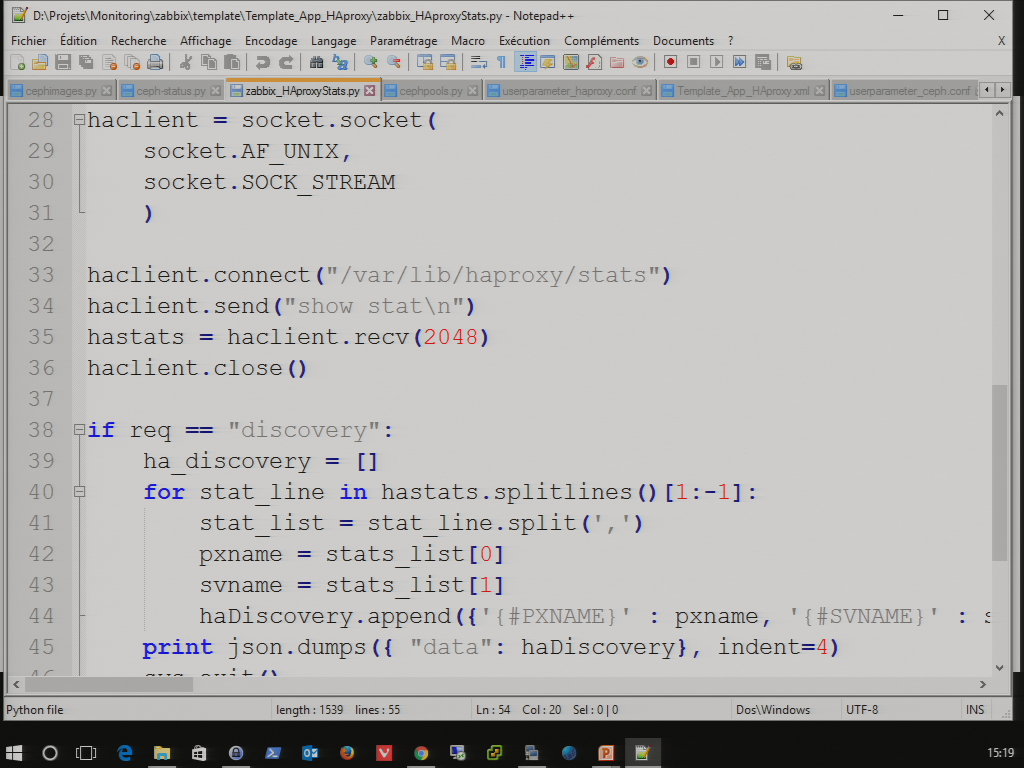 D:\Projets\Monitoring\zabbix\template\Template_App_HAproxy\zabbix_HAproxyStats.py - Notepad++
Fichier Édition Recherche Affichage Encodage Langage Paramétrage Macro Exécution Compléments Documents ? X
cephimages.py ceph-status.py zabbix_HAproxyStats.py cephpools.py userparameter_haproxy.conf Template_App_HAproxy.xml userparameter_ceph.conf
28 haclient = socket.socket(
29 socket.AF_UNIX,
30 socket.SOCK_STREAM
31 )
32
33 haclient.connect("/var/lib/haproxy/stats")
34 haclient.send("show stat\n")
35 hastats = haclient.recv(2048)
36 haclient.close()
37
38 if req == "discovery":
39 ha_discovery = []
40 for stat_line in hastats.splitlines()[1:-1]:
41 stat_list = stat_line.split(',')
42 pxname = stats_list[0]
43 svname = stats_list[1]
44 haDiscovery.append({'{#PXNAME}' : pxname, '{#SVNAME}' : s
45 print json.dumps({ "data": haDiscovery}, indent=4)
Python file length : 1539 lines : 55 Ln : 54 Col : 20 Sel : 0 | 0 Dos\Windows UTF-8 INS
15:19